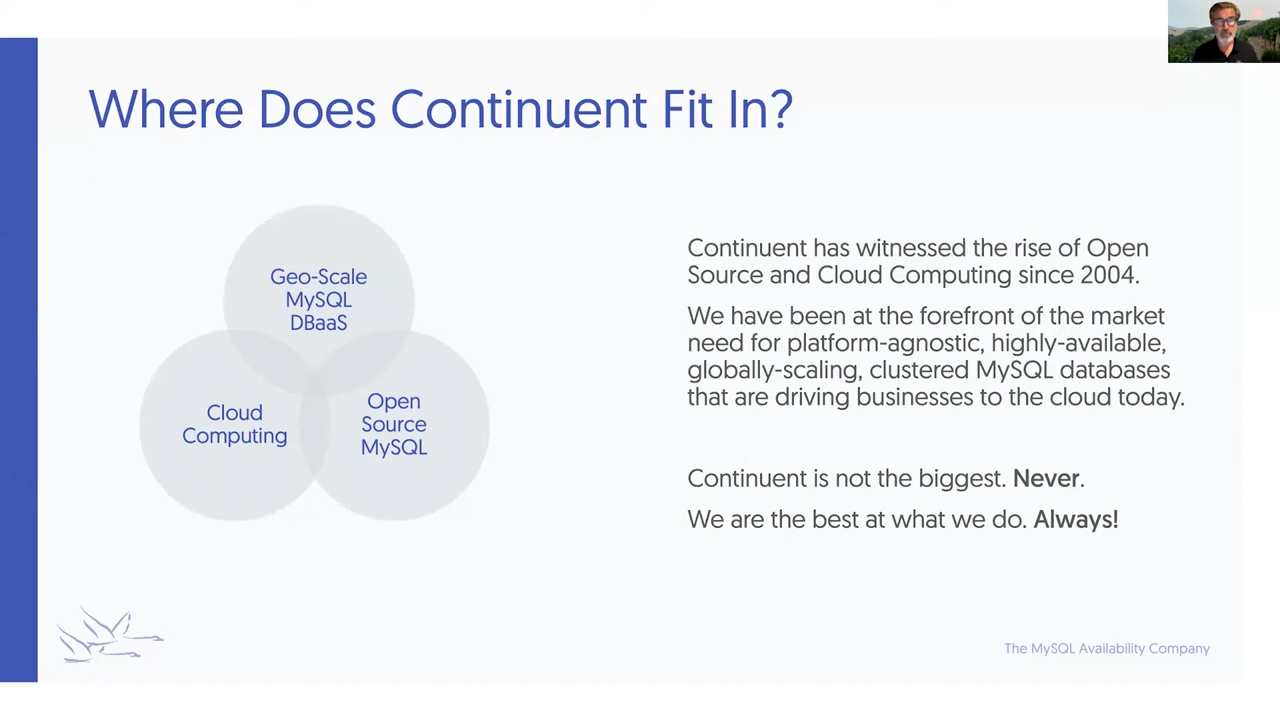 Where Does Continuent Fit In?
Geo-Scale
MySQL
DBaaS
Cloud
Computing
Open
Source
MySQL
Continuent has witnessed the rise of Open
Source and Cloud Computing since 2004.
We have been at the forefront of the market
need for platform-agnostic, highly-available,
globally-scaling, clustered MySQL databases
that are driving businesses to the cloud today.
Continuent is not the biggest. Never.
We are the best at what we do. Always!
The MySQL Availability Company